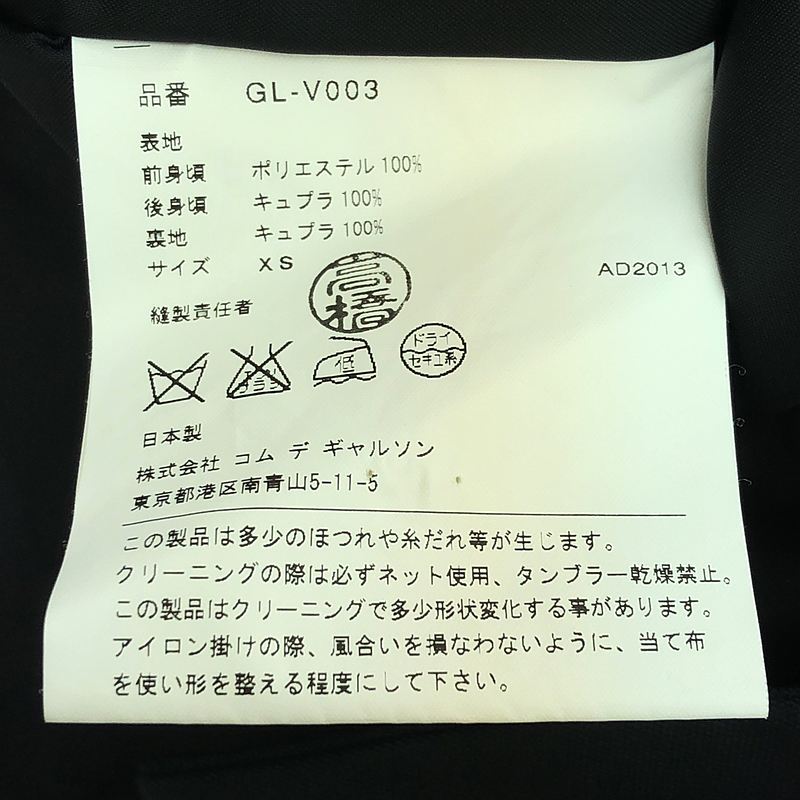 品番 GL-V003
表地
前身頃 ポリエステル 100%
後身頃 キュプラ 100%
裏地 キュプラ 100%
サイズ XS
AD2013
縫製責任者 高橋
エンソサラシ 低 ドライ セキユ系
日本製
株式会社 コム デ ギャルソン
東京都港区南青山5-11-5
この製品は多少のほつれや糸だれ等が生じます。
クリーニングの際は必ずネット使用、タンブラー乾燥禁止。
この製品はクリーニングで多少形状変化する事があります。
アイロン掛けの際、風合いを損なわないように、当て布
を使い形を整える程度にして下さい。